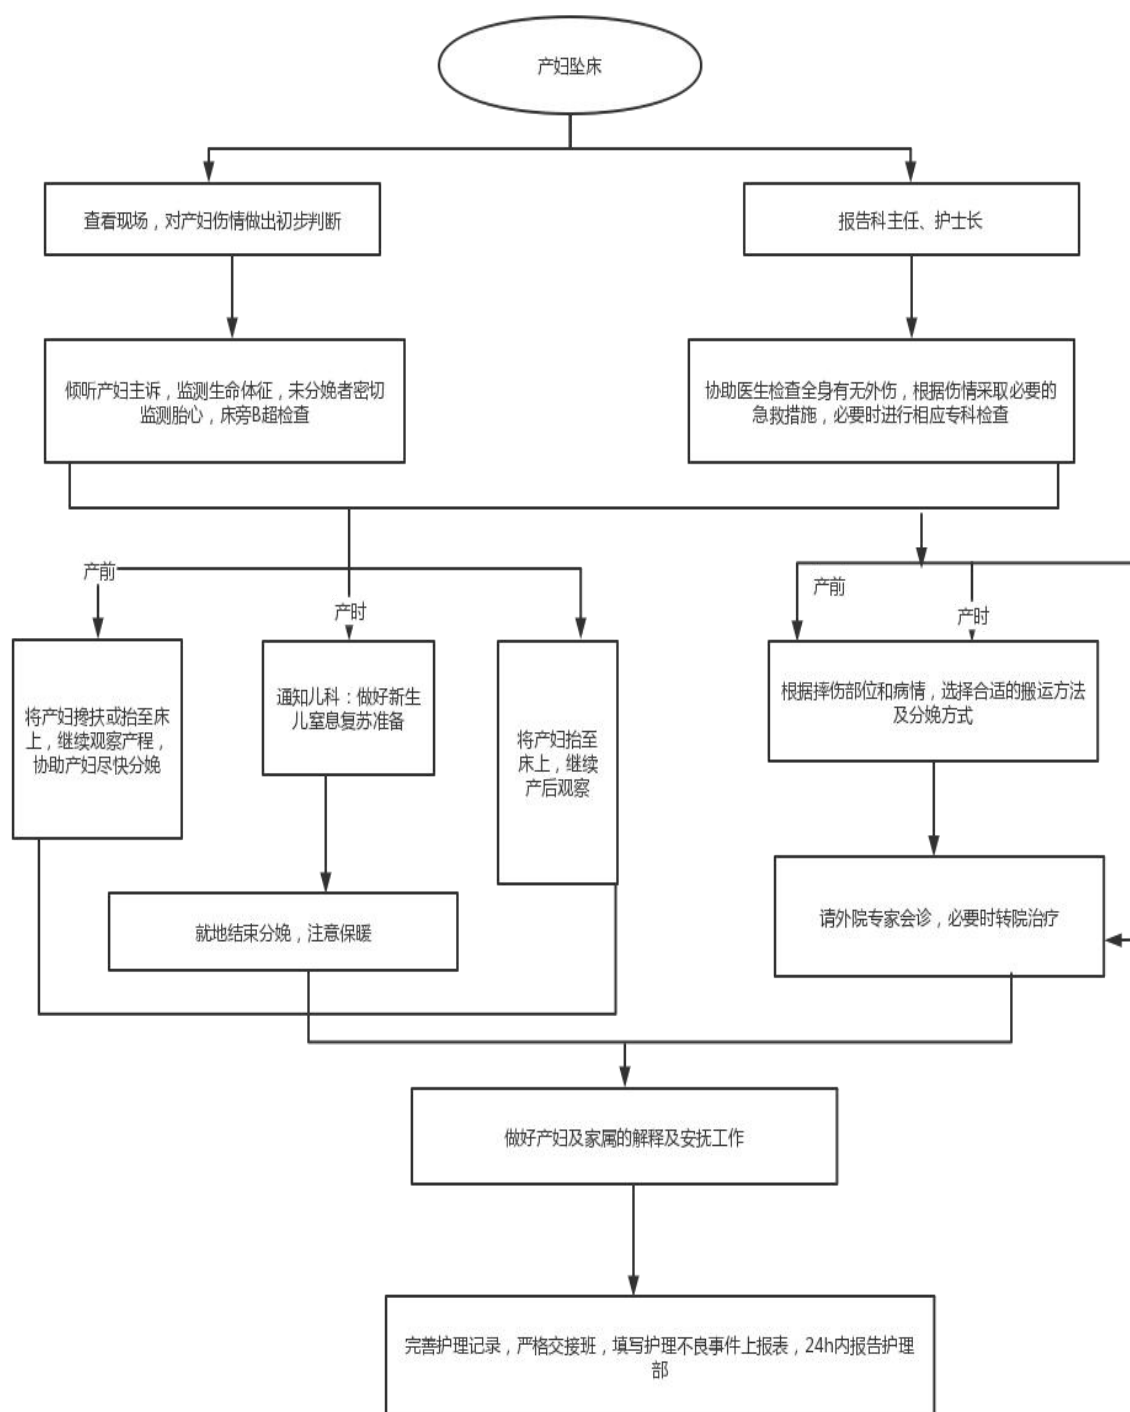 产妇坠床
查看现场，对产妇伤情做出初步判断
报告科主任、护士长
倾听产妇主诉，监测生命体征，未分娩者密切
监测胎心，床旁B超检查
协助医生检查全身有无外伤，根据伤情采取必要的
急救措施，必要时进行相应专科检查
产前
产时
产前
产时
将产妇搀扶或抬至床
上，继续观察产程，
协助产妇尽快分娩
通知儿科：做好新生
儿窒息复苏准备
将产妇抬至
床上，继续
产后观察
根据摔伤部位和病情，选择合适的搬运方法
及分娩方式
就地结束分娩，注意保暖
请外院专家会诊，必要时转院治疗
做好产妇及家属的解释及安抚工作
完善护理记录，严格交接班，填写护理不良事件上报表，24h内报告护理
部